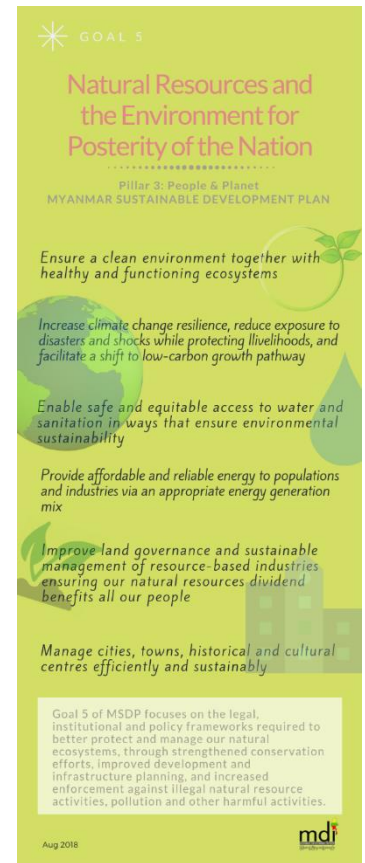 GOAL 5
Natural Resources and
the Environment for
Posterity of the Nation
Pillar 3: People & Planet
MYANMAR SUSTAINABLE DEVELOPMENT PLAN
Ensure a clean environment together with
healthy and functioning ecosystems
Increase climate change resilience, reduce exposure to
disasters and shocks while protecting llivelihoods, and
facilitate a shift to low-carbon growth pathway
Enable safe and equitable access to water and
sanitation in ways that ensure environmental
sustainability
Provide affordable and reliable energy to populations
and industries via an appropriate energy generation
mix
Improve land governance and sustainable
management of resource-based industries
ensuring our natural resources dividend
benefits all our people
Manage cities, towns, historical and cultural
centres efficiently and sustainably
Goal 5 of MSDP focuses on the legal,
institutional and policy frameworks required to
better protect and manage our natural
ecosystems, through strengthened conservation
efforts, improved development and
infrastructure planning, and increased
enforcement against illegal natural resource
activities, pollution and other harmful activities.
Aug 2018
mdi